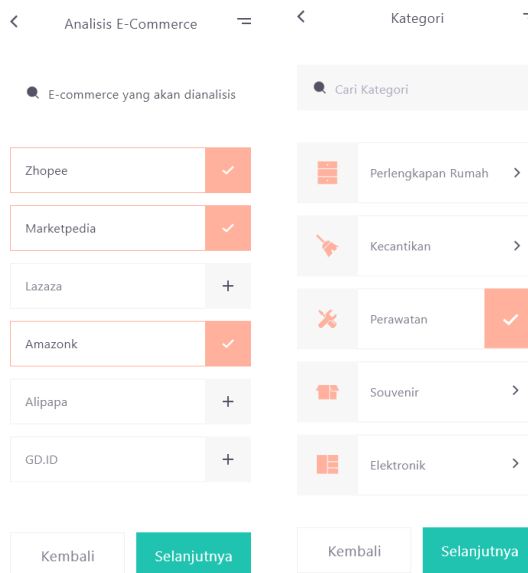 Analisis E-Commerce
E-commerce yang akan dianalisis
Zhopee
Marketpedia
Lazaza
Amazonk
Alipapa
GD.ID
Kembali
Selanjutnya
Kategori
Cari Kategori
Perlengkapan Rumah
Kecantikan
Perawatan
Souvenir
Elektronik
Kembali
Selanjutnya